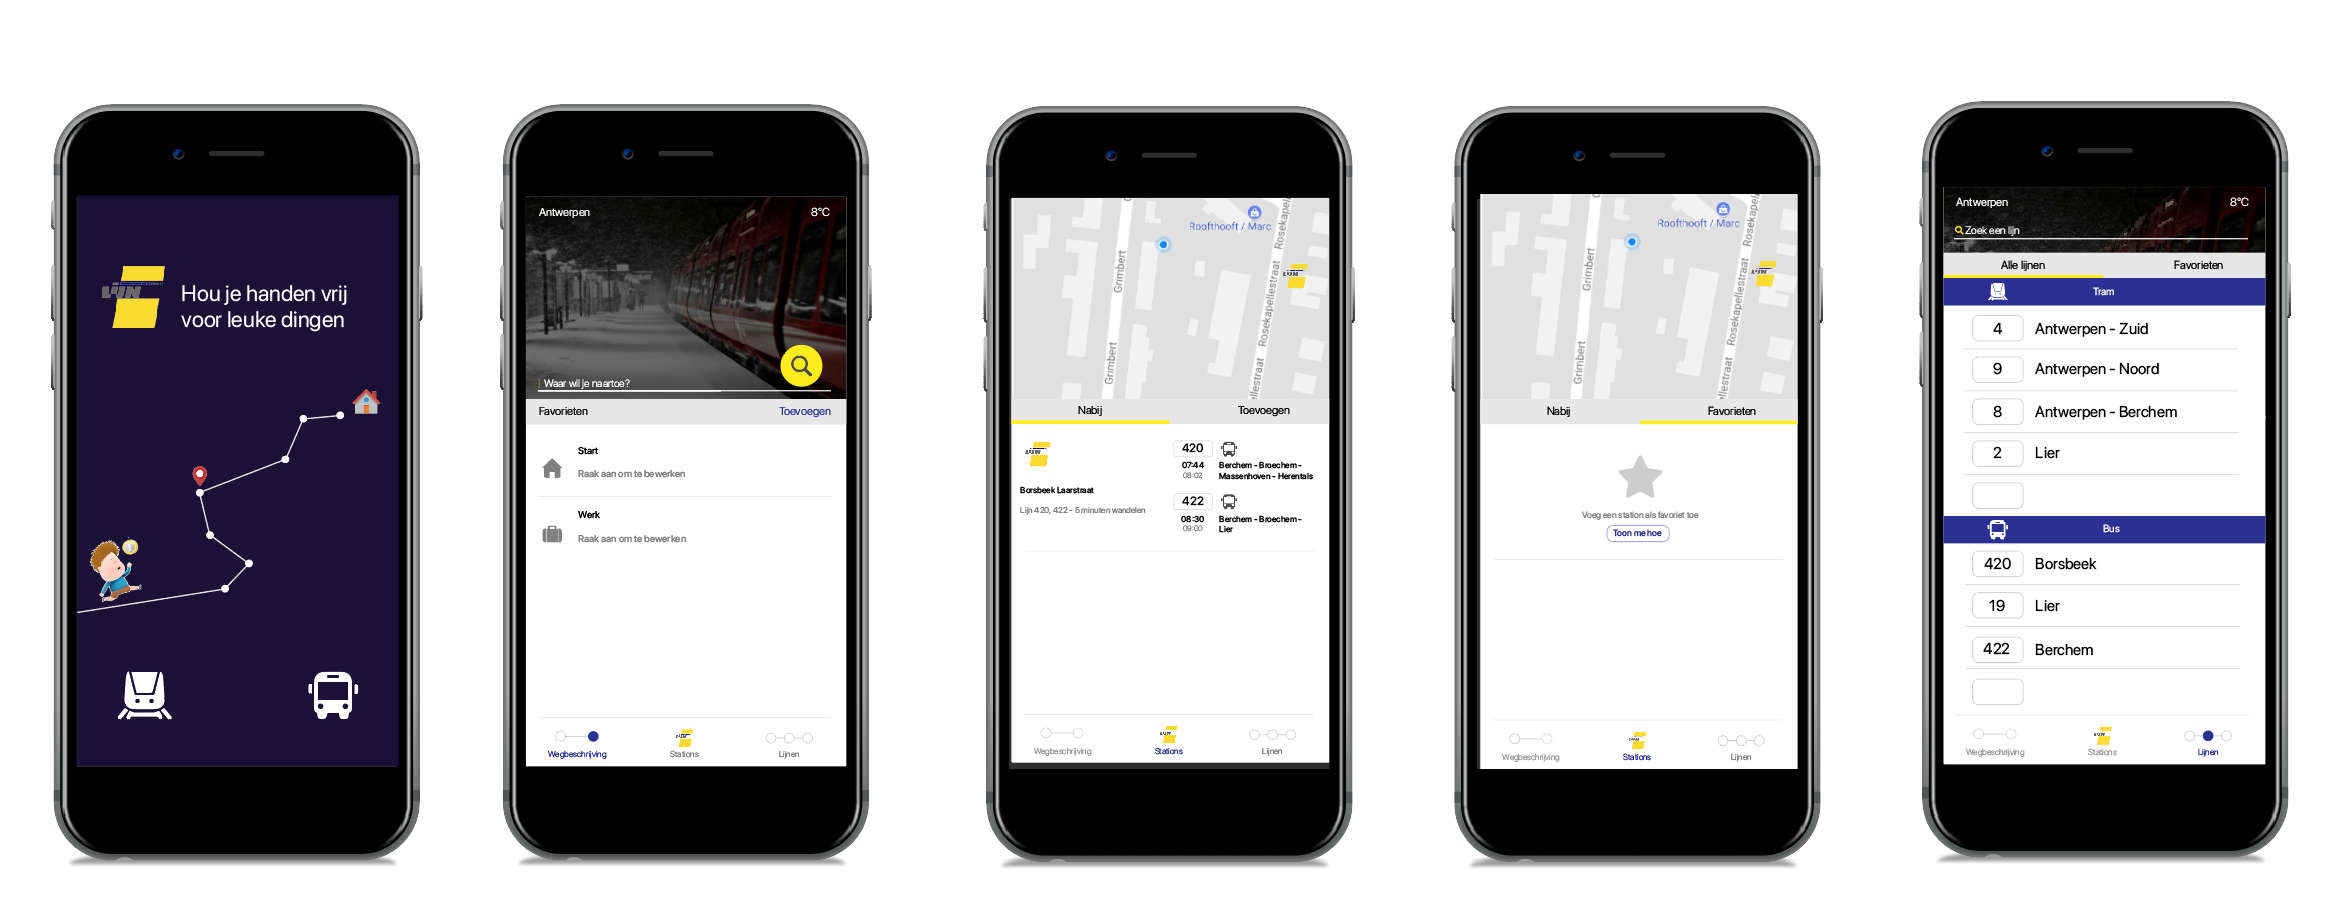 LIJN
Hou je handen vrij
voor leuke dingen
Antwerpen
8°C
Waar wil je naartoe?
Favorieten
Toevoegen
Start
Raak aan om te bewerken
Werk
Raak aan om te bewerken
Wegbeschrijving
Stations
Lijnen
Roofthooft / Marc
Grimbert
Grimbert
Rosekapellestraat
Rosekapellestraat
Nabij
Toevoegen
420
07:44
08:02
Berchem - Broechem -
Massenhoven - Herentals
Borsbeek Laarstraat
Lijn 420, 422 - 5 minuten wandelen
422
08:30
09:00
Berchem - Broechem -
Lier
Wegbeschrijving
Stations
Lijnen
Roofthooft / Marc
Grimbert
Grimbert
Rosekapellestraat
Rosekapellestraat
Nabij
Favorieten
Voeg een station als favoriet toe
Toon me hoe
Wegbeschrijving
Stations
Lijnen
Antwerpen
8°C
Zoek een lijn
Alle lijnen
Favorieten
Tram
4 Antwerpen - Zuid
9 Antwerpen - Noord
8 Antwerpen - Berchem
2 Lier
Bus
420 Borsbeek
19 Lier
422 Berchem
Wegbeschrijving
Stations
Lijnen